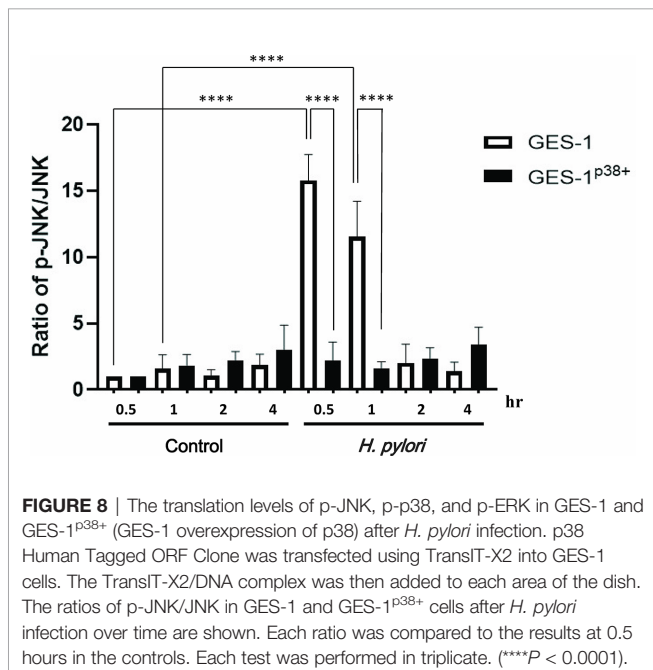 ****
**** **** ****
20
15
10
5
0
Ratio of p-JNK/JNK
GES-1
GES-1p38+
0.5 1 2 4 0.5 1 2 4 hr
Control H. pylori
FIGURE 8 | The translation levels of p-JNK, p-p38, and p-ERK in GES-1 and
GES-1p38+ (GES-1 overexpression of p38) after H. pylori infection. p38
Human Tagged ORF Clone was transfected using TransIT-X2 into GES-1
cells. The TransIT-X2/DNA complex was then added to each area of the dish.
The ratios of p-JNK/JNK in GES-1 and GES-1p38+ cells after H. pylori
infection over time are shown. Each ratio was compared to the results at 0.5
hours in the controls. Each test was performed in triplicate. (****P < 0.0001).